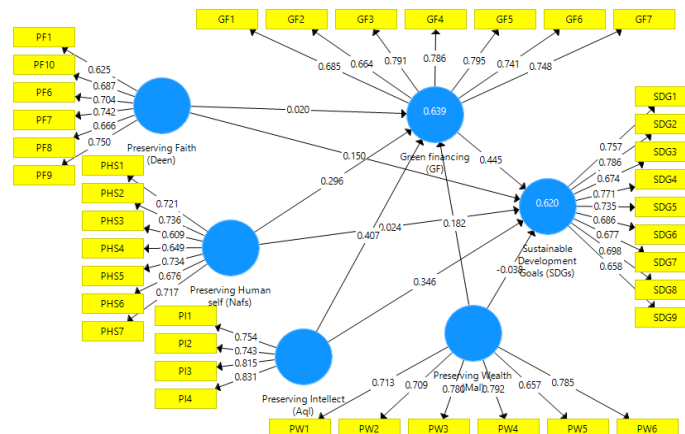 GF1
GF2
GF3
GF4
GF5
GF6
GF7
PF1
PF10
PF6
PF7
PF8
PF9
0.625
0.687
0.704
0.742
0.666
0.750
0.685
0.664
0.791
0.786
0.795
0.741
0.748
0.639
Green financing
(GF)
Preserving Faith
(Deen)
0.020
0.150
0.445
SDG1
SDG2
SDG3
SDG4
SDG5
SDG6
SDG7
SDG8
SDG9
0.757
0.786
0.674
0.771
0.735
0.686
0.677
0.698
0.658
0.620
Sustainable
Development
Goals (SDGs)
PHS1
PHS2
PHS3
PHS4
PHS5
PHS6
PHS7
0.721
0.736
0.609
0.649
0.734
0.676
0.717
Preserving Human
self (Nafs)
0.296
0.024
0.407
0.182
0.346
-0.038
PI1
PI2
PI3
PI4
0.754
0.743
0.815
0.831
Preserving Intellect
(Aql)
Preserving Wealth
(Mal)
0.713
0.709
0.780
0.792
0.657
0.785
PW1
PW2
PW3
PW4
PW5
PW6